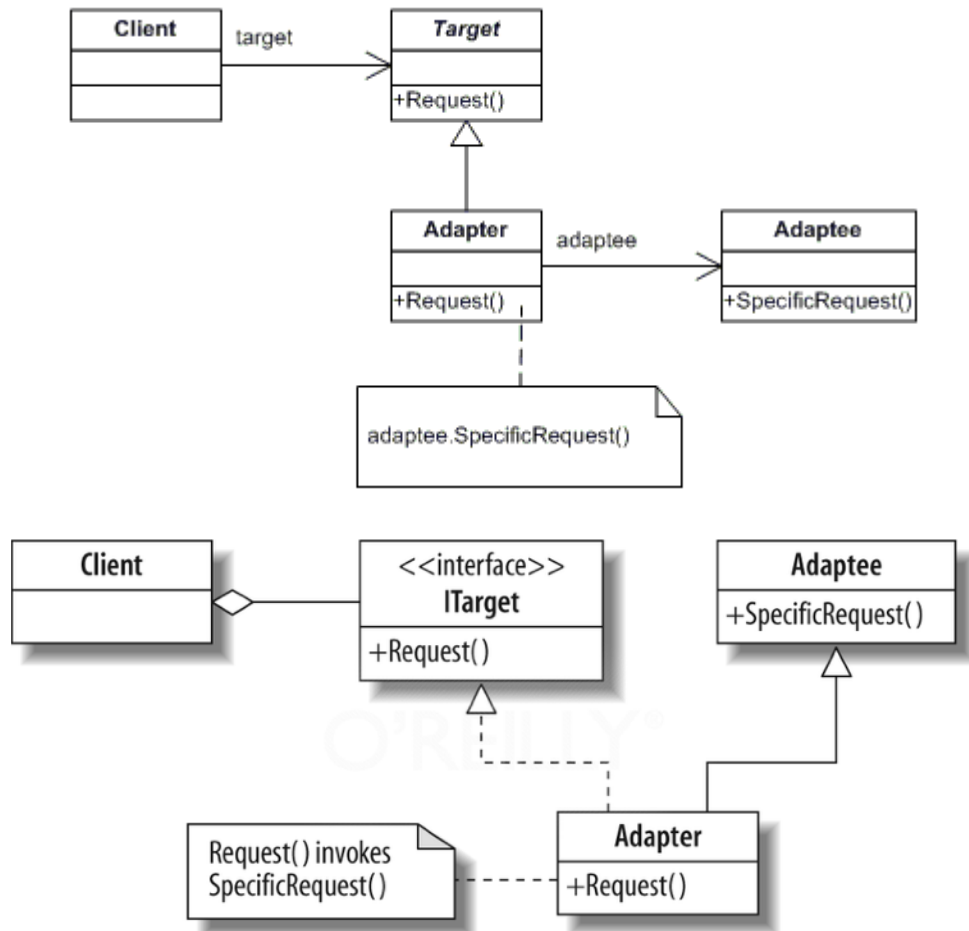 Client
target
Target
+Request()
Adapter
adaptee
Adaptee
+Request()
+SpecificRequest()
adaptee.SpecificRequest()
Client
<<interface>>
ITarget
+Request()
Adaptee
+SpecificRequest()
O'REILLY®
Adapter
+Request()
Request() invokes
SpecificRequest()